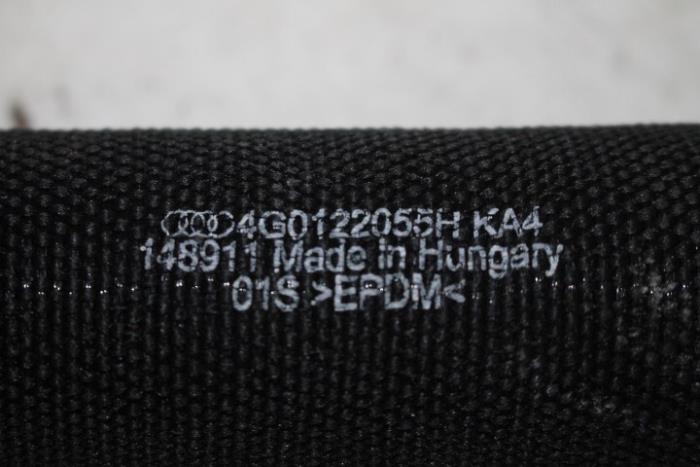 4G0122055H KA4
148911 Made in Hungary
01S >EPDM<